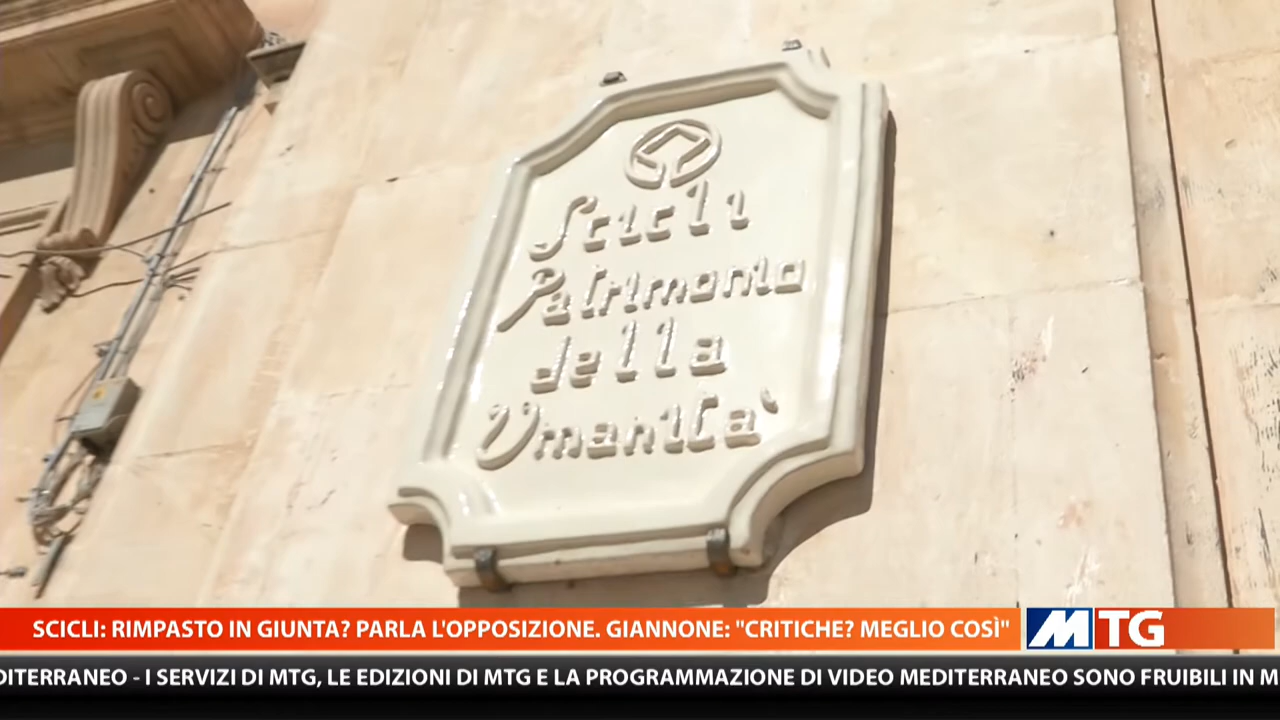 Scicli
Patrimonio
della
Umanità
SCICLI: RIMPASTO IN GIUNTA? PARLA L'OPPOSIZIONE. GIANNONE: "CRITICHE? MEGLIO COSÌ"
MTG
DITERRANEO - I SERVIZI DI MTG, LE EDIZIONI DI MTG E LA PROGRAMMAZIONE DI VIDEO MEDITERRANEO SONO FRUIBILI IN M